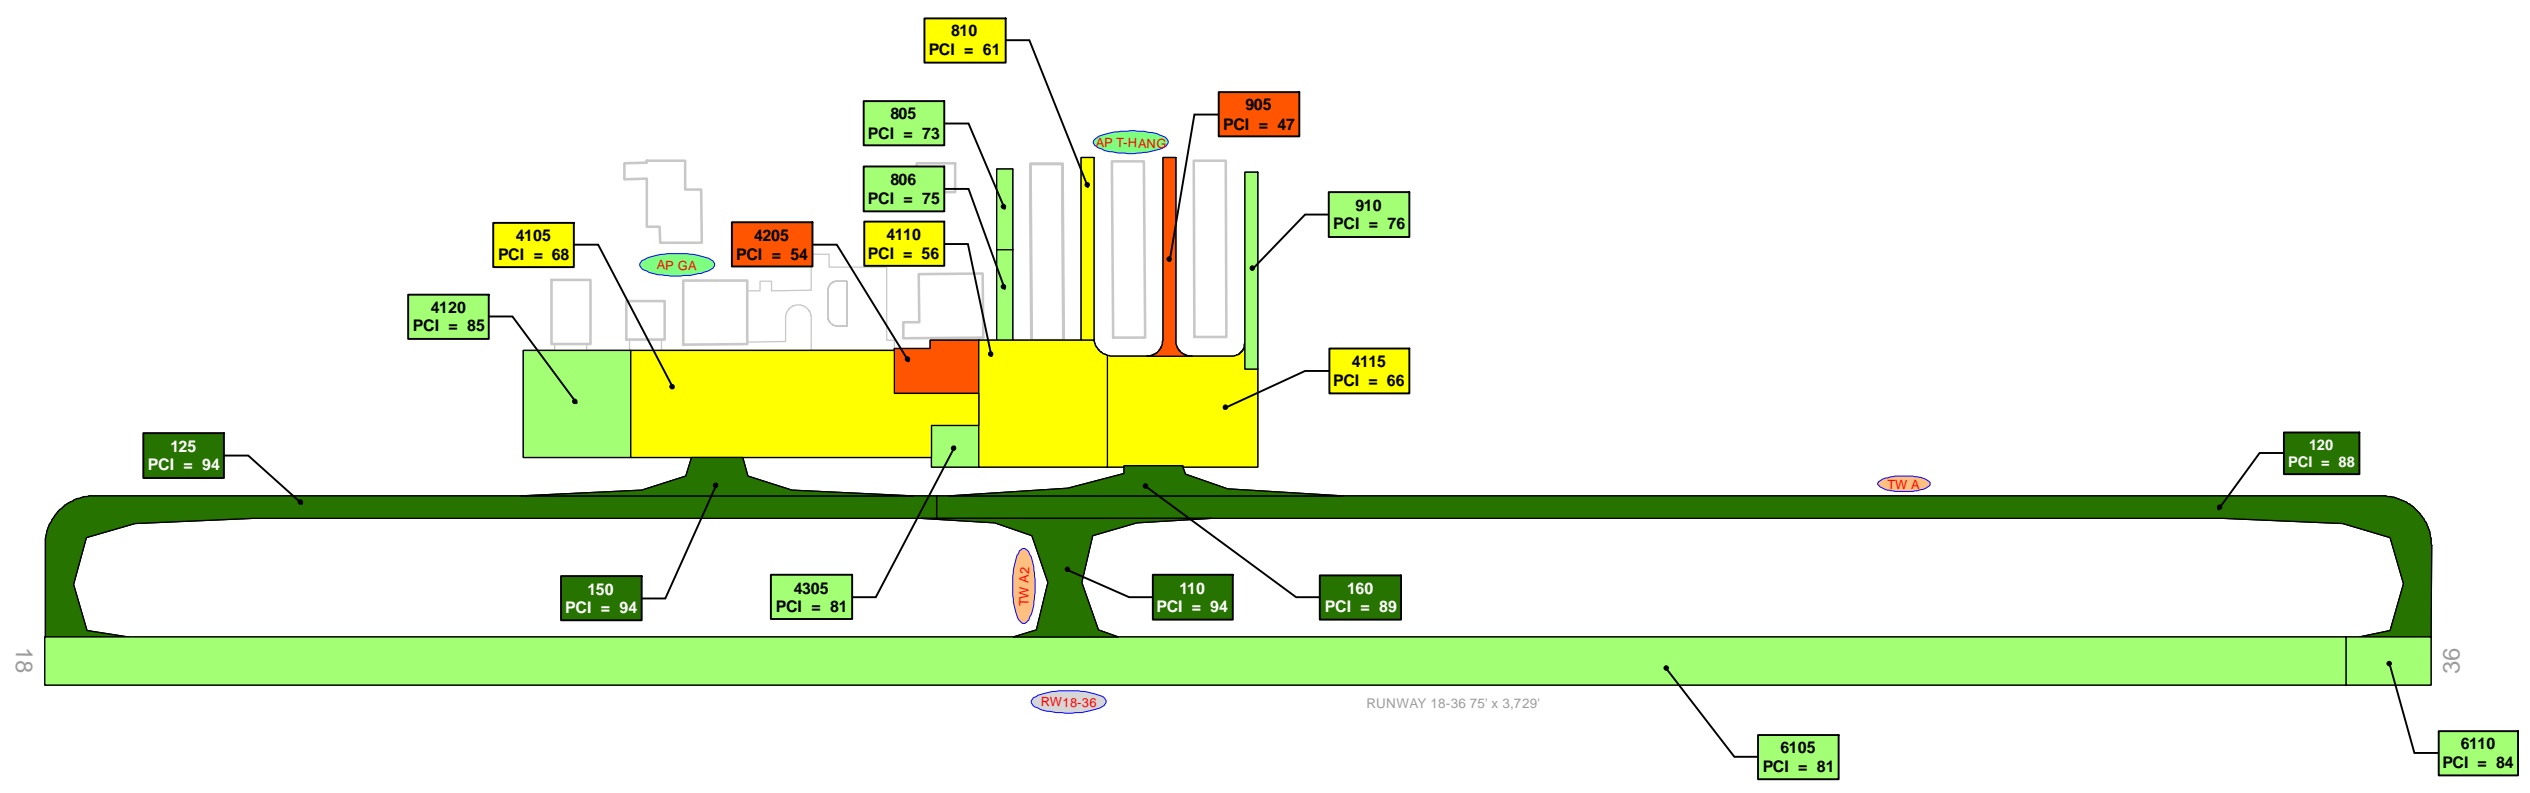 810
PCI = 61
805
PCI = 73
905
PCI = 47
AP T-HANG
806
PCI = 75
910
PCI = 76
4105
PCI = 68
4205
PCI = 54
4110
PCI = 56
AP GA
4120
PCI = 85
4115
PCI = 66
125
PCI = 94
120
PCI = 88
TW A
150
PCI = 94
4305
PCI = 81
TW A2
110
PCI = 94
160
PCI = 89
18
36
RW 18-36
RUNWAY 18-36 75' x 3,729'
6105
PCI = 81
6110
PCI = 84